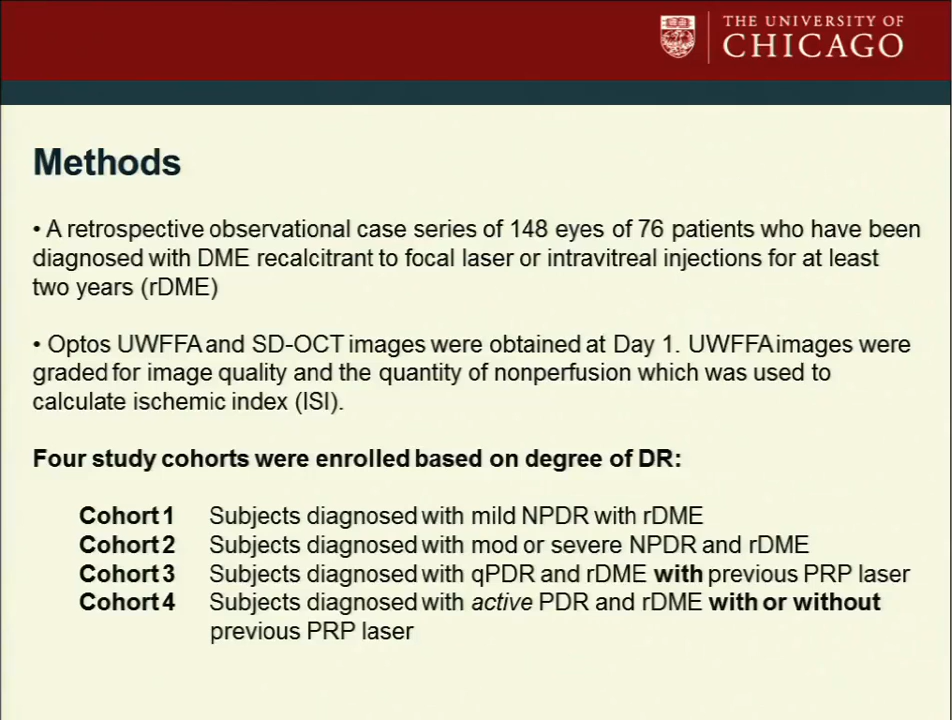 THE UNIVERSITY OF
CHICAGO
Methods
• A retrospective observational case series of 148 eyes of 76 patients who have been
diagnosed with DME recalcitrant to focal laser or intravitreal injections for at least
two years (rDME)
• Optos UWFFA and SD-OCT images were obtained at Day 1. UWFFA images were
graded for image quality and the quantity of nonperfusion which was used to
calculate ischemic index (ISI).
Four study cohorts were enrolled based on degree of DR:
Cohort 1 Subjects diagnosed with mild NPDR with rDME
Cohort 2 Subjects diagnosed with mod or severe NPDR and rDME
Cohort 3 Subjects diagnosed with qPDR and rDME with previous PRP laser
Cohort 4 Subjects diagnosed with active PDR and rDME with or without
previous PRP laser